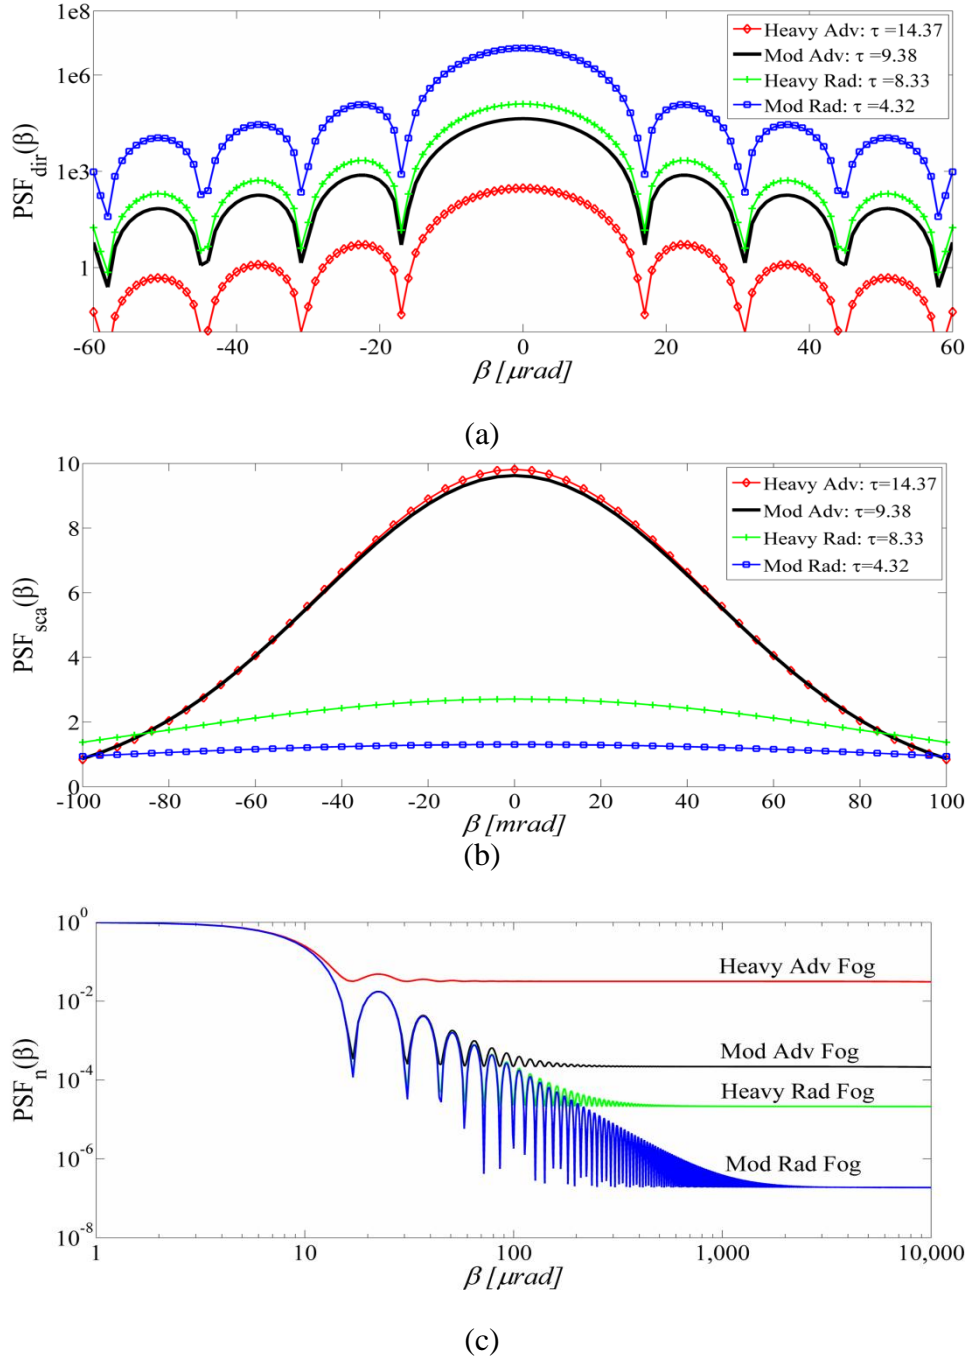 1e8
1e6
1e3
1
PSF_dir(β)
Heavy Adv: τ =14.37
Mod Adv: τ =9.38
Heavy Rad: τ =8.33
Mod Rad: τ =4.32
-60 -40 -20 0 20 40 60
β [μrad]
(a)
10
8
6
4
2
0
PSF_sca(β)
Heavy Adv: τ=14.37
Mod Adv: τ=9.38
Heavy Rad: τ=8.33
Mod Rad: τ=4.32
-100 -80 -60 -40 -20 0 20 40 60 80 100
β [mrad]
(b)
10^0
10^-2
10^-4
10^-6
10^-8
PSF_n(β)
Heavy Adv Fog
Mod Adv Fog
Heavy Rad Fog
Mod Rad Fog
1 10 100 1,000 10,000
β [μrad]
(c)